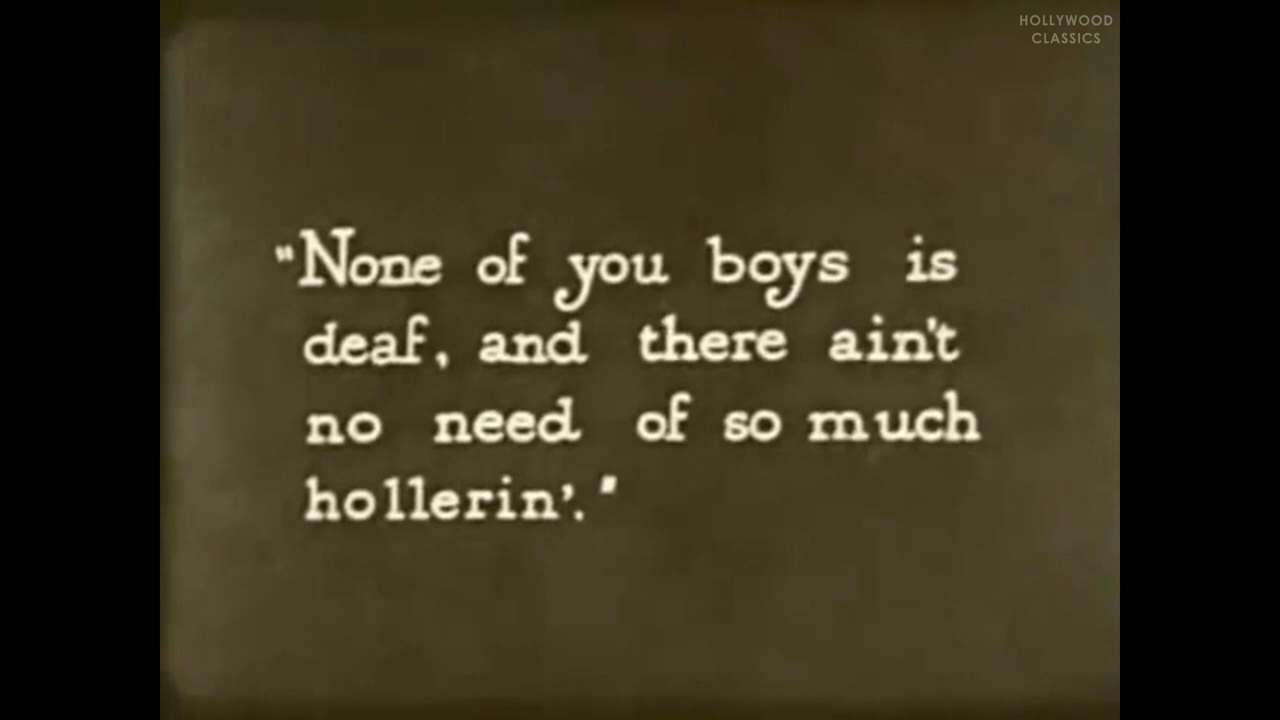 HOLLYWOOD
CLASSICS
"None of you boys is
deaf, and there ain't
no need of so much
hollerin'."